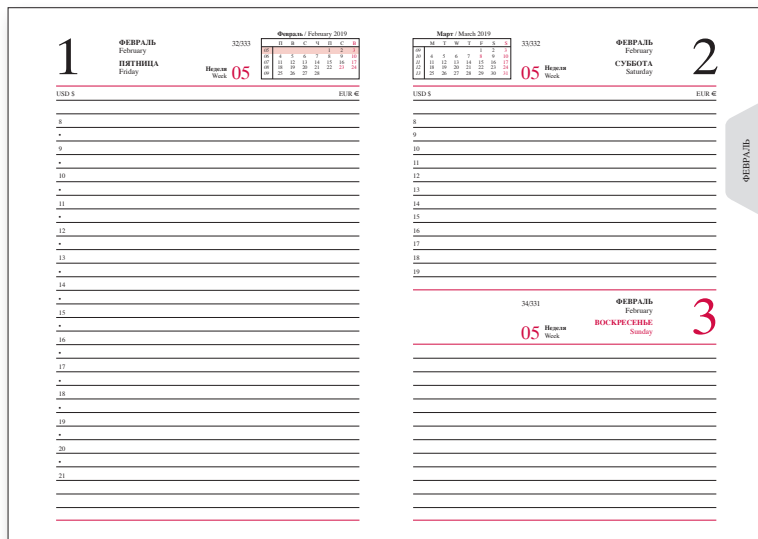 1
ФЕВРАЛЬ
February
ПЯТНИЦА
Friday
32/333
Неделя
Week
05
Февраль / February 2019
П В С Ч П С В
05 1 2 3
06 4 5 6 7 8 9 10
07 11 12 13 14 15 16 17
08 18 19 20 21 22 23 24
09 25 26 27 28
USD $ EUR €
8
•
9
•
10
•
11
•
12
•
13
•
14
•
15
•
16
•
17
•
18
•
19
•
20
•
21
Март / March 2019
M T W T F S S
09 1 2 3
10 4 5 6 7 8 9 10
11 11 12 13 14 15 16 17
12 18 19 20 21 22 23 24
13 25 26 27 28 29 30 31
33/332
05
Неделя
Week
ФЕВРАЛЬ
February
СУББОТА
Saturday
2
USD $ EUR €
8
9
10
11
12
13
14
15
16
17
18
19
34/331
05
Неделя
Week
ФЕВРАЛЬ
February
ВОСКРЕСЕНЬЕ
Sunday
3
ФЕВРАЛЬ